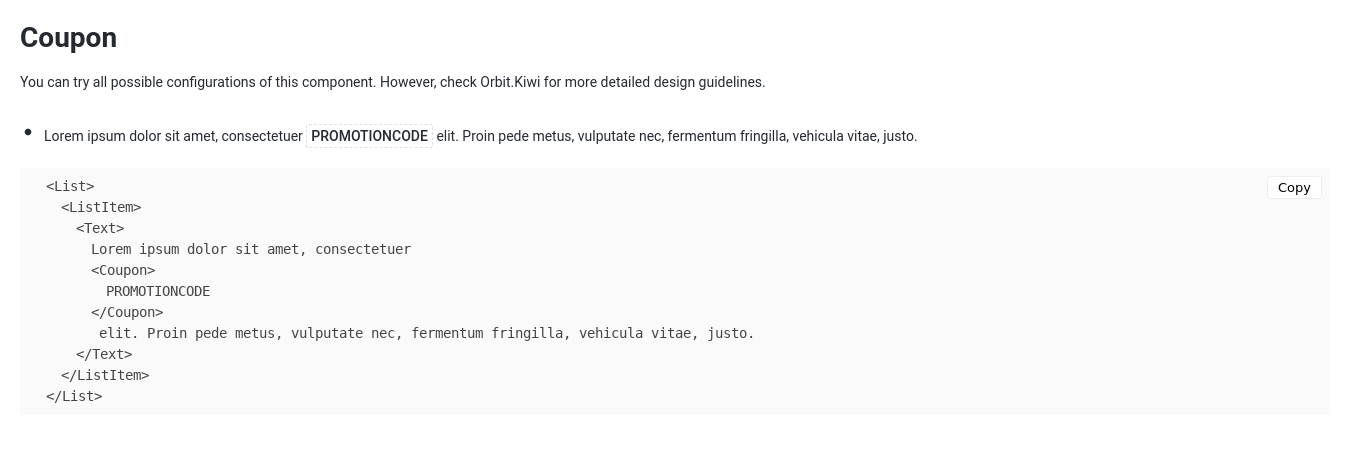 Coupon
You can try all possible configurations of this component. However, check Orbit.Kiwi for more detailed design guidelines.
Lorem ipsum dolor sit amet, consectetuer PROMOTIONCODE elit. Proin pede metus, vulputate nec, fermentum fringilla, vehicula vitae, justo.
Copy
<List>
<ListItem>
<Text>
Lorem ipsum dolor sit amet, consectetuer
<Coupon>
PROMOTIONCODE
</Coupon>
elit. Proin pede metus, vulputate nec, fermentum fringilla, vehicula vitae, justo.
</Text>
</ListItem>
</List>